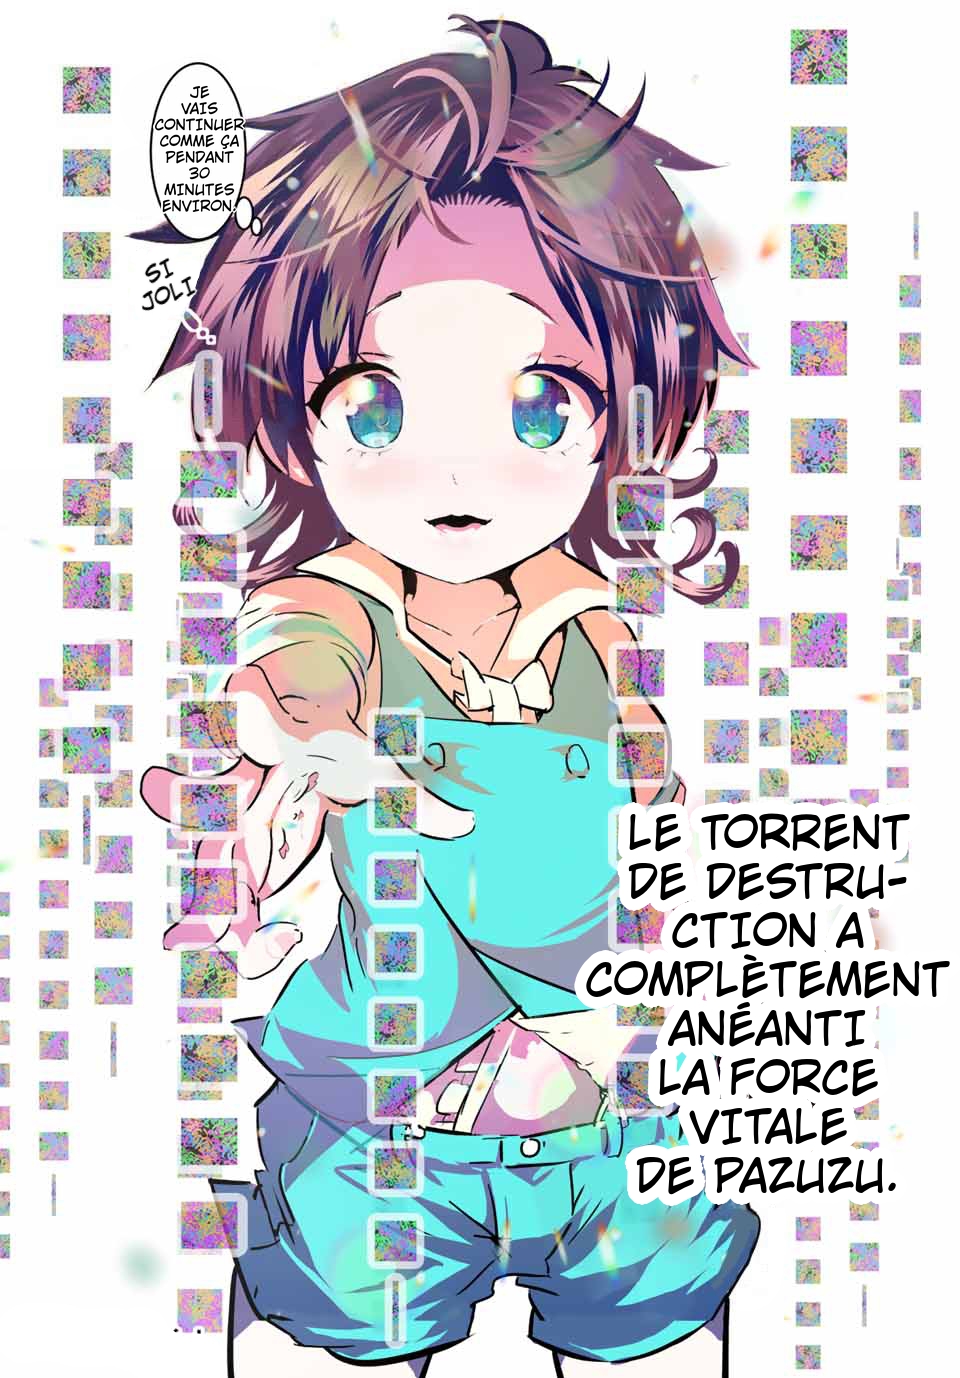 JE
VAIS
CONTINUER
COMME ÇA
PENDANT
30
MINUTES
ENVIRON.
SI
JOLI
LE TORRENT
DE DESTRU-
CTION A
COMPLÈTEMENT
ANÉANTI
LA FORCE
VITALE
DE PAZUZU.